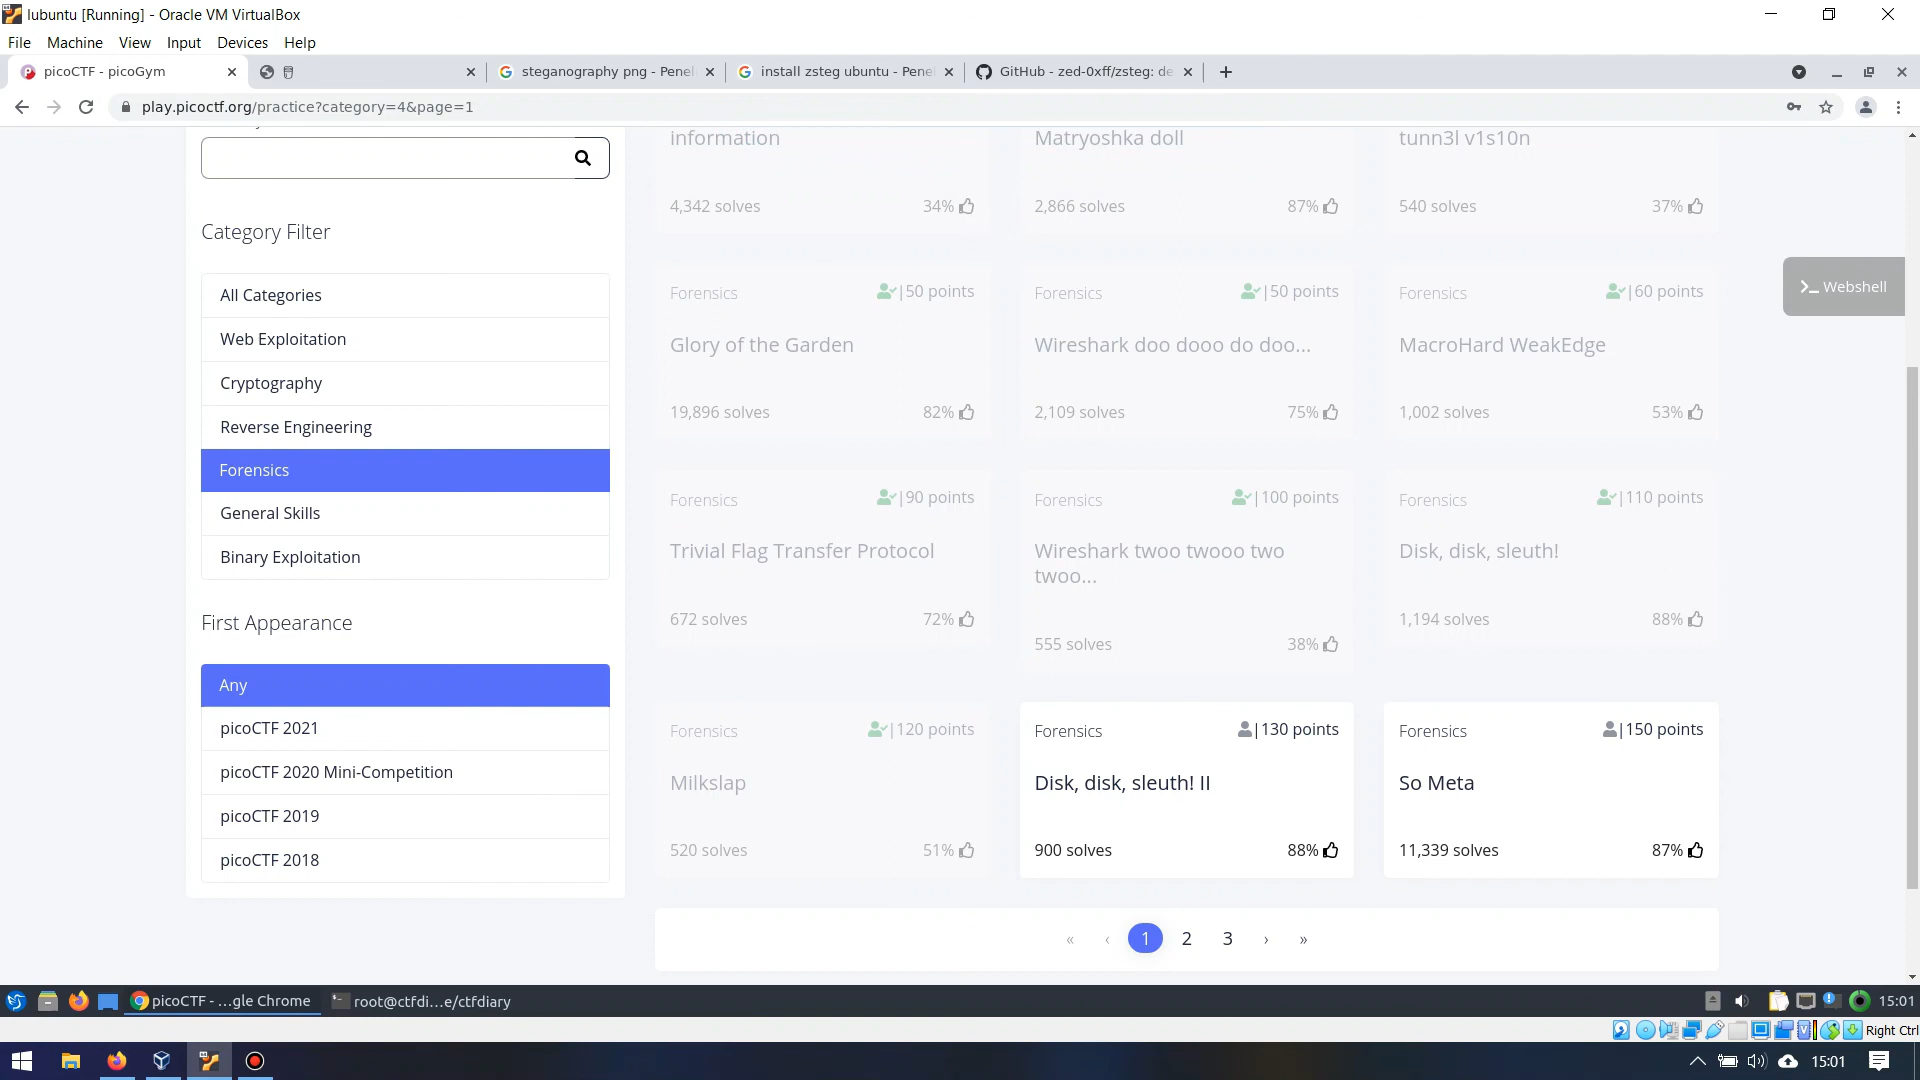 lubuntu [Running] - Oracle VM VirtualBox
File Machine View Input Devices Help
picoCTF - picoGym
steganography png - Penel
install zsteg ubuntu - Pene
GitHub - zed-0xff/zsteg: de
play.picoctf.org/practice?category=4&page=1
Category Filter
All Categories
Web Exploitation
Cryptography
Reverse Engineering
Forensics
General Skills
Binary Exploitation
First Appearance
Any
picoCTF 2021
picoCTF 2020 Mini-Competition
picoCTF 2019
picoCTF 2018
information
4,342 solves 34%
Matryoshka doll
2,866 solves 87%
tunn3l v1s10n
540 solves 37%
Forensics |50 points
Glory of the Garden
19,896 solves 82%
Forensics |50 points
Wireshark doo dooo do doo...
2,109 solves 75%
Forensics |60 points
MacroHard WeakEdge
1,002 solves 53%
Forensics |90 points
Trivial Flag Transfer Protocol
672 solves 72%
Forensics |100 points
Wireshark twoo twooo two
twoo...
555 solves 38%
Forensics |110 points
Disk, disk, sleuth!
1,194 solves 88%
Forensics |120 points
Milkslap
520 solves 51%
Forensics |130 points
Disk, disk, sleuth! II
900 solves 88%
Forensics |150 points
So Meta
11,339 solves 87%
« ‹ 1 2 3 › »
>_ Webshell
picoCTF - ...gle Chrome
root@ctfdi...e/ctfdiary
15:01
Right Ctrl
15:01